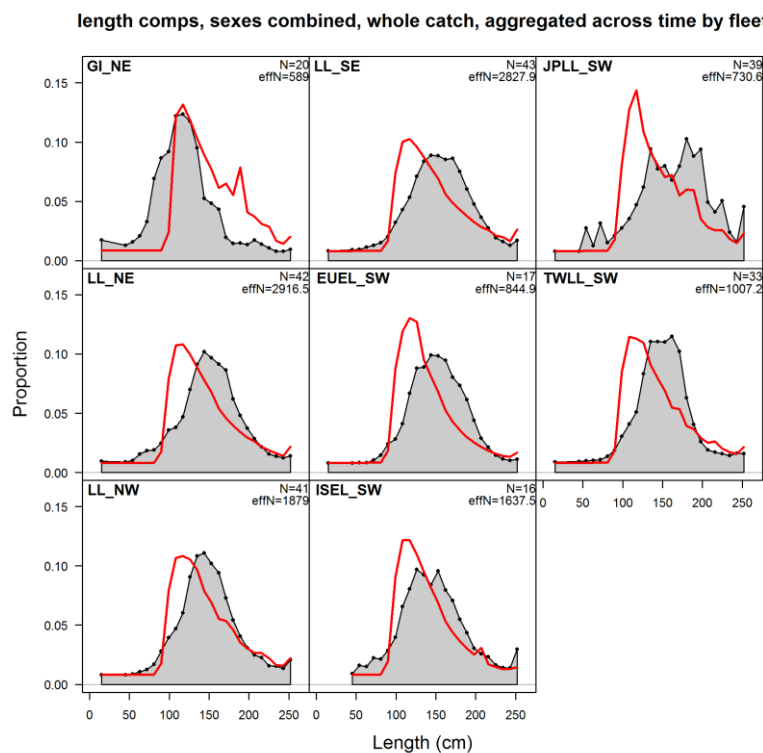 length comps, sexes combined, whole catch, aggregated across time by flee
GI_NE
N=20
effN=589
LL_SE
N=43
effN=2827.9
JPLL_SW
N=39
effN=730.6
0.15
0.10
0.05
0.00
LL_NE
N=42
effN=2916.5
EUEL_SW
N=17
effN=844.9
TWLL_SW
N=33
effN=1007.2
0.15
0.10
0.05
0.00
Proportion
LL_NW
N=41
effN=1879
ISEL_SW
N=16
effN=1637.5
0 50 100 150 200 250
0.15
0.10
0.05
0.00
0 50 100 150 200 250
0 50 100 150 200 250
Length (cm)